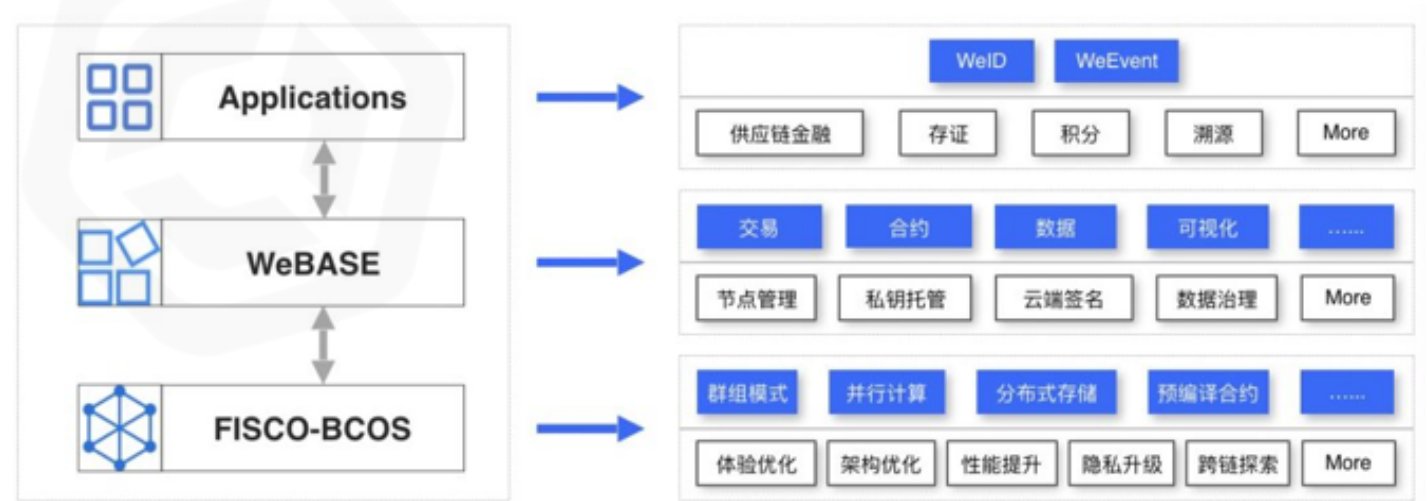 Applications
WeID WeEvent
供应链金融 存证 积分 溯源 More
WeBASE
交易 合约 数据 可视化 ......
节点管理 私钥托管 云端签名 数据治理 More
FISCO-BCOS
群组模式 并行计算 分布式存储 预编译合约 ......
体验优化 架构优化 性能提升 隐私升级 跨链探索 More